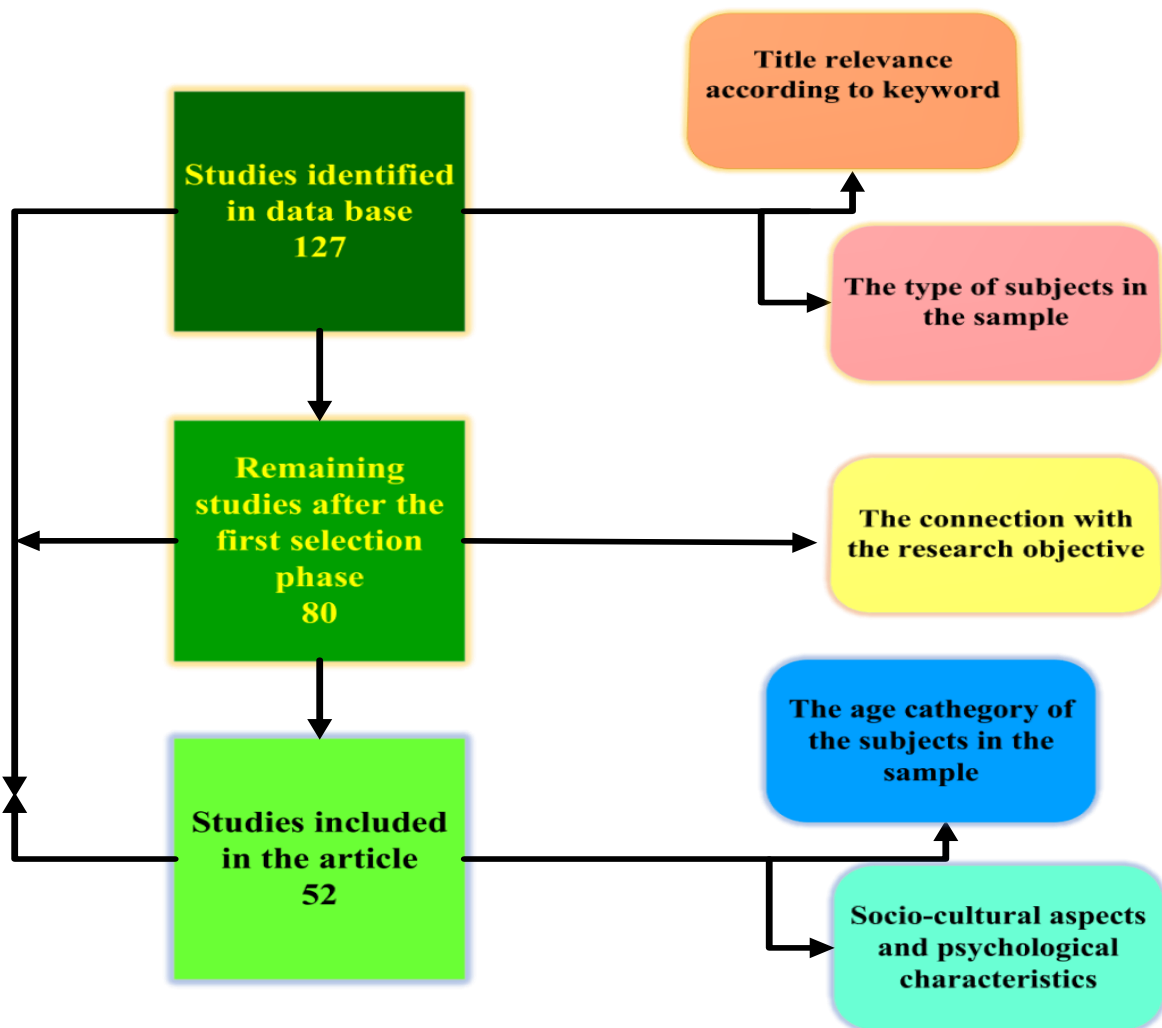 Title relevance
according to keyword
Studies identified
in data base
127
The type of subjects in
the sample
Remaining
studies after the
first selection
phase
80
The connection with
the research objective
The age cathegory of
the subjects in the
sample
Studies included
in the article
52
Socio-cultural aspects
and psychological
characteristics